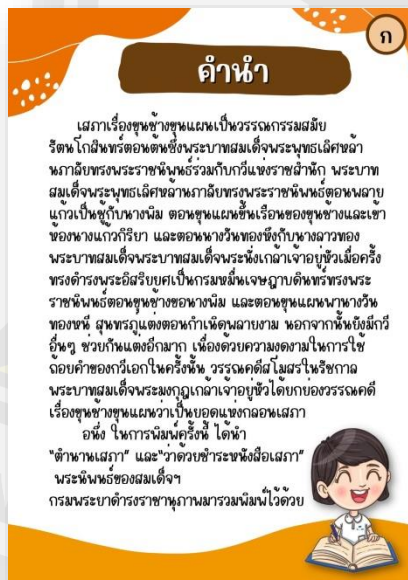 ก
คำนำ
เสภาเรื่องขุนช้างขุนแผนเป็นวรรณกรรมสมัย
รัตนโกสินทร์ตอนต้นซึ่งพระบาทสมเด็จพระพุทธเลิศหล้า
นภาลัยทรงพระราชนิพนธ์ร่วมกับกวีแห่งราชสำนัก พระบาท
สมเด็จพระพุทธเลิศหล้านภาลัยทรงพระราชนิพนธ์ตอนพลาย
แก้วเป็นชู้กับนางพิม ตอนขุนแผนขึ้นเรือนของขุนช้างและเข้า
ห้องนางแก้วกิริยา และตอนนางวันทองหึงกับนางลาวทอง
พระบาทสมเด็จพระบาทสมเด็จพระนั่งเกล้าเจ้าอยู่หัวเมื่อครั้ง
ทรงดำรงพระอิสริยยศเป็นกรมหมื่นเจษฎาบดินทร์ทรงพระ
ราชนิพนธ์ตอนขุนช้างขอนางพิม และตอนขุนแผนพานางวัน
ทองหนี สุนทรภู่แต่งตอนกำเนิดพลายงาม นอกจากนั้นยังมีกวี
อื่นๆ ช่วยกันแต่งอีกมาก เนื่องด้วยความงดงามในการใช้
ถ้อยคำของกวีเอกในครั้งนั้น วรรณคดีสโมสรในรัชกาล
พระบาทสมเด็จพระมงกุฎเกล้าเจ้าอยู่หัวได้ยกย่องวรรณคดี
เรื่องขุนช้างขุนแผนว่าเป็นยอดแห่งกลอนเสภา
อนึ่ง ในการพิมพ์ครั้งนี้ ได้นำ
"ตำนานเสภา" และ"ว่าด้วยชำระหนังสือเสภา"
พระนิพนธ์ของสมเด็จฯ
กรมพระยาดำรงราชานุภาพมารวมพิมพ์ไว้ด้วย